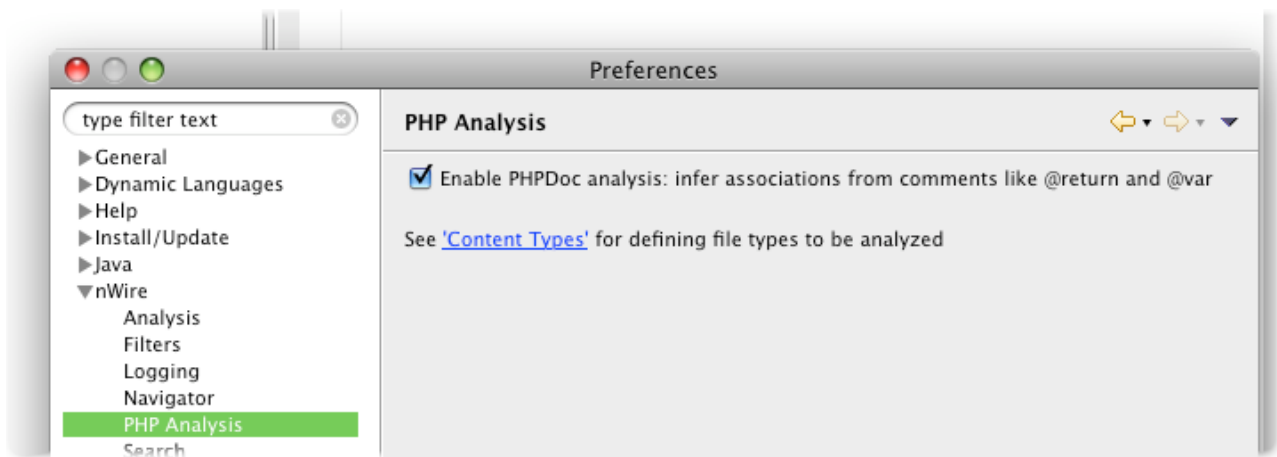 Preferences
type filter text
General
Dynamic Languages
Help
Install/Update
Java
nWire
Analysis
Filters
Logging
Navigator
PHP Analysis
Search
PHP Analysis
Enable PHPDoc analysis: infer associations from comments like @return and @var
See 'Content Types' for defining file types to be analyzed